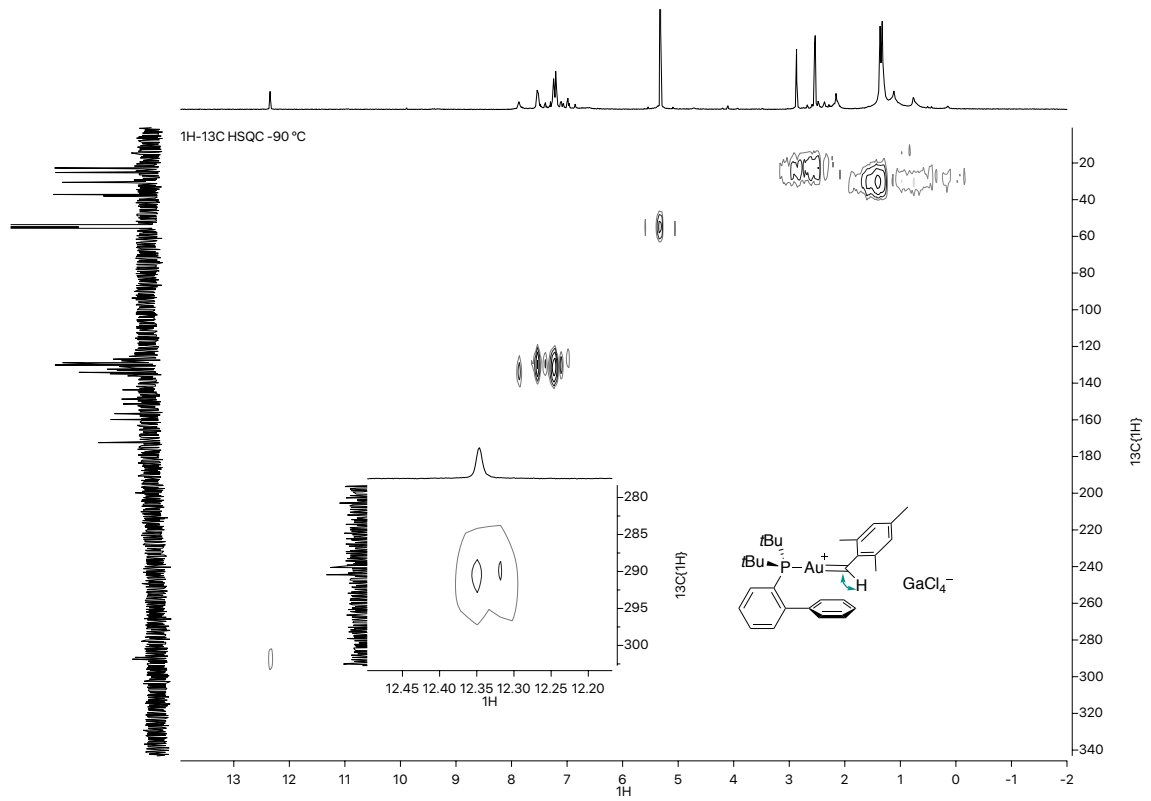 1H-13C HSQC -90 °C
20
40
60
80
100
120
140
160
180
200
220
240
260
280
300
320
340
13C{1H}
280
285
290
295
300
13C{1H}
12.45 12.40 12.35 12.30 12.25 12.20
1H
tBu
tBu
P
Au
+
H
GaCl4−
13 12 11 10 9 8 7 6 5 4 3 2 1 0 -1 -2
1H